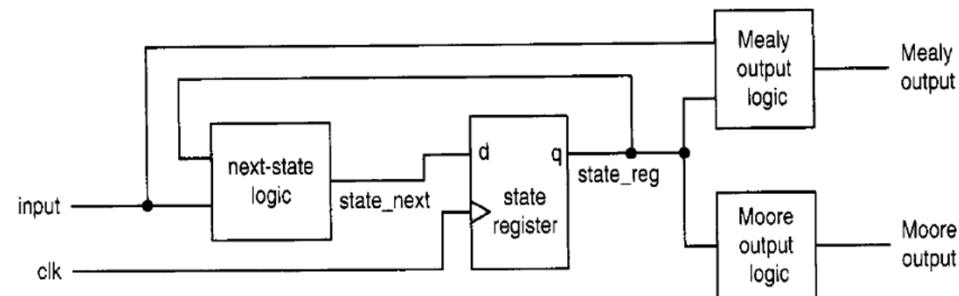 Mealy
output
logic
Mealy
output
next-state
logic
d
q
state_reg
state_next
state
register
input
clk
Moore
output
logic
Moore
output